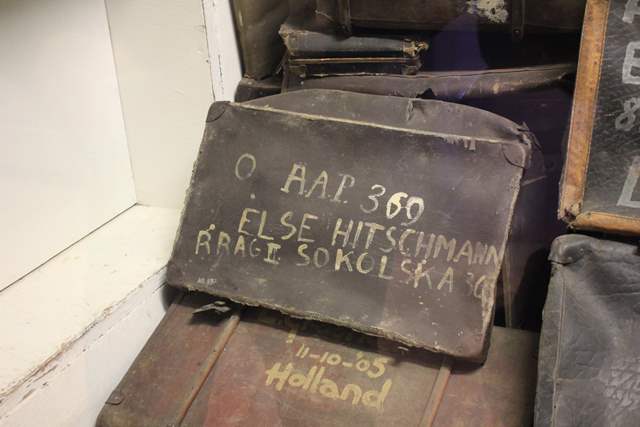 O AAP. 369
ELSE HITSCHMANN
PRAG II SOKOLSKA 36
11-10-05
Holland
&